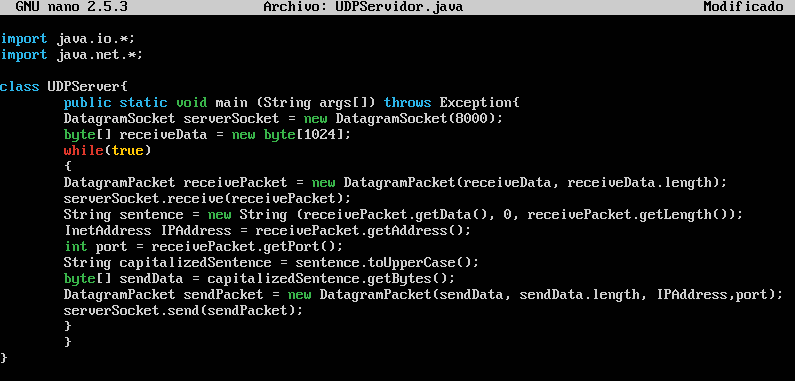 GNU nano 2.5.3 Archivo: UDPServidor.java Modificado
import java.io.*;
import java.net.*;
class UDPServer{
public static void main (String args[]) throws Exception{
DatagramSocket serverSocket = new DatagramSocket(8000);
byte[] receiveData = new byte[1024];
while(true)
{
DatagramPacket receivePacket = new DatagramPacket(receiveData, receiveData.length);
serverSocket.receive(receivePacket);
String sentence = new String (receivePacket.getData(), 0, receivePacket.getLength());
InetAddress IPAddress = receivePacket.getAddress();
int port = receivePacket.getPort();
String capitalizedSentence = sentence.toUpperCase();
byte[] sendData = capitalizedSentence.getBytes();
DatagramPacket sendPacket = new DatagramPacket(sendData, sendData.length, IPAddress,port);
serverSocket.send(sendPacket);
}
}
}